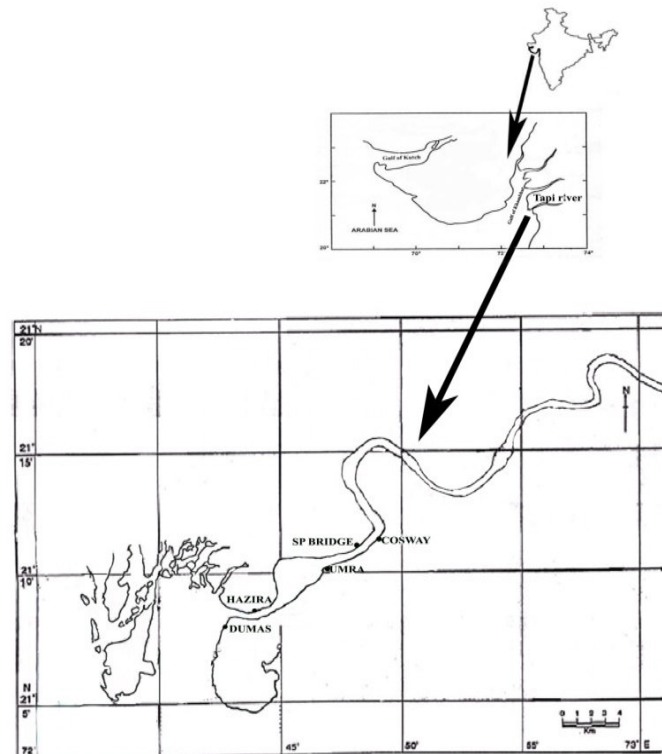 Gulf of Kutch
22
Gulf of Khambhat
Tapi river
N
ARABIAN SEA
20
70
72
74
21° N
20'
N
21°
15'
SP BRIDGE
COSWAY
21°
10'
UMRA
HAZIRA
DUMAS
N
21°
5'
0 1 2 3 4
Km
72°
45'
50'
55'
73° E